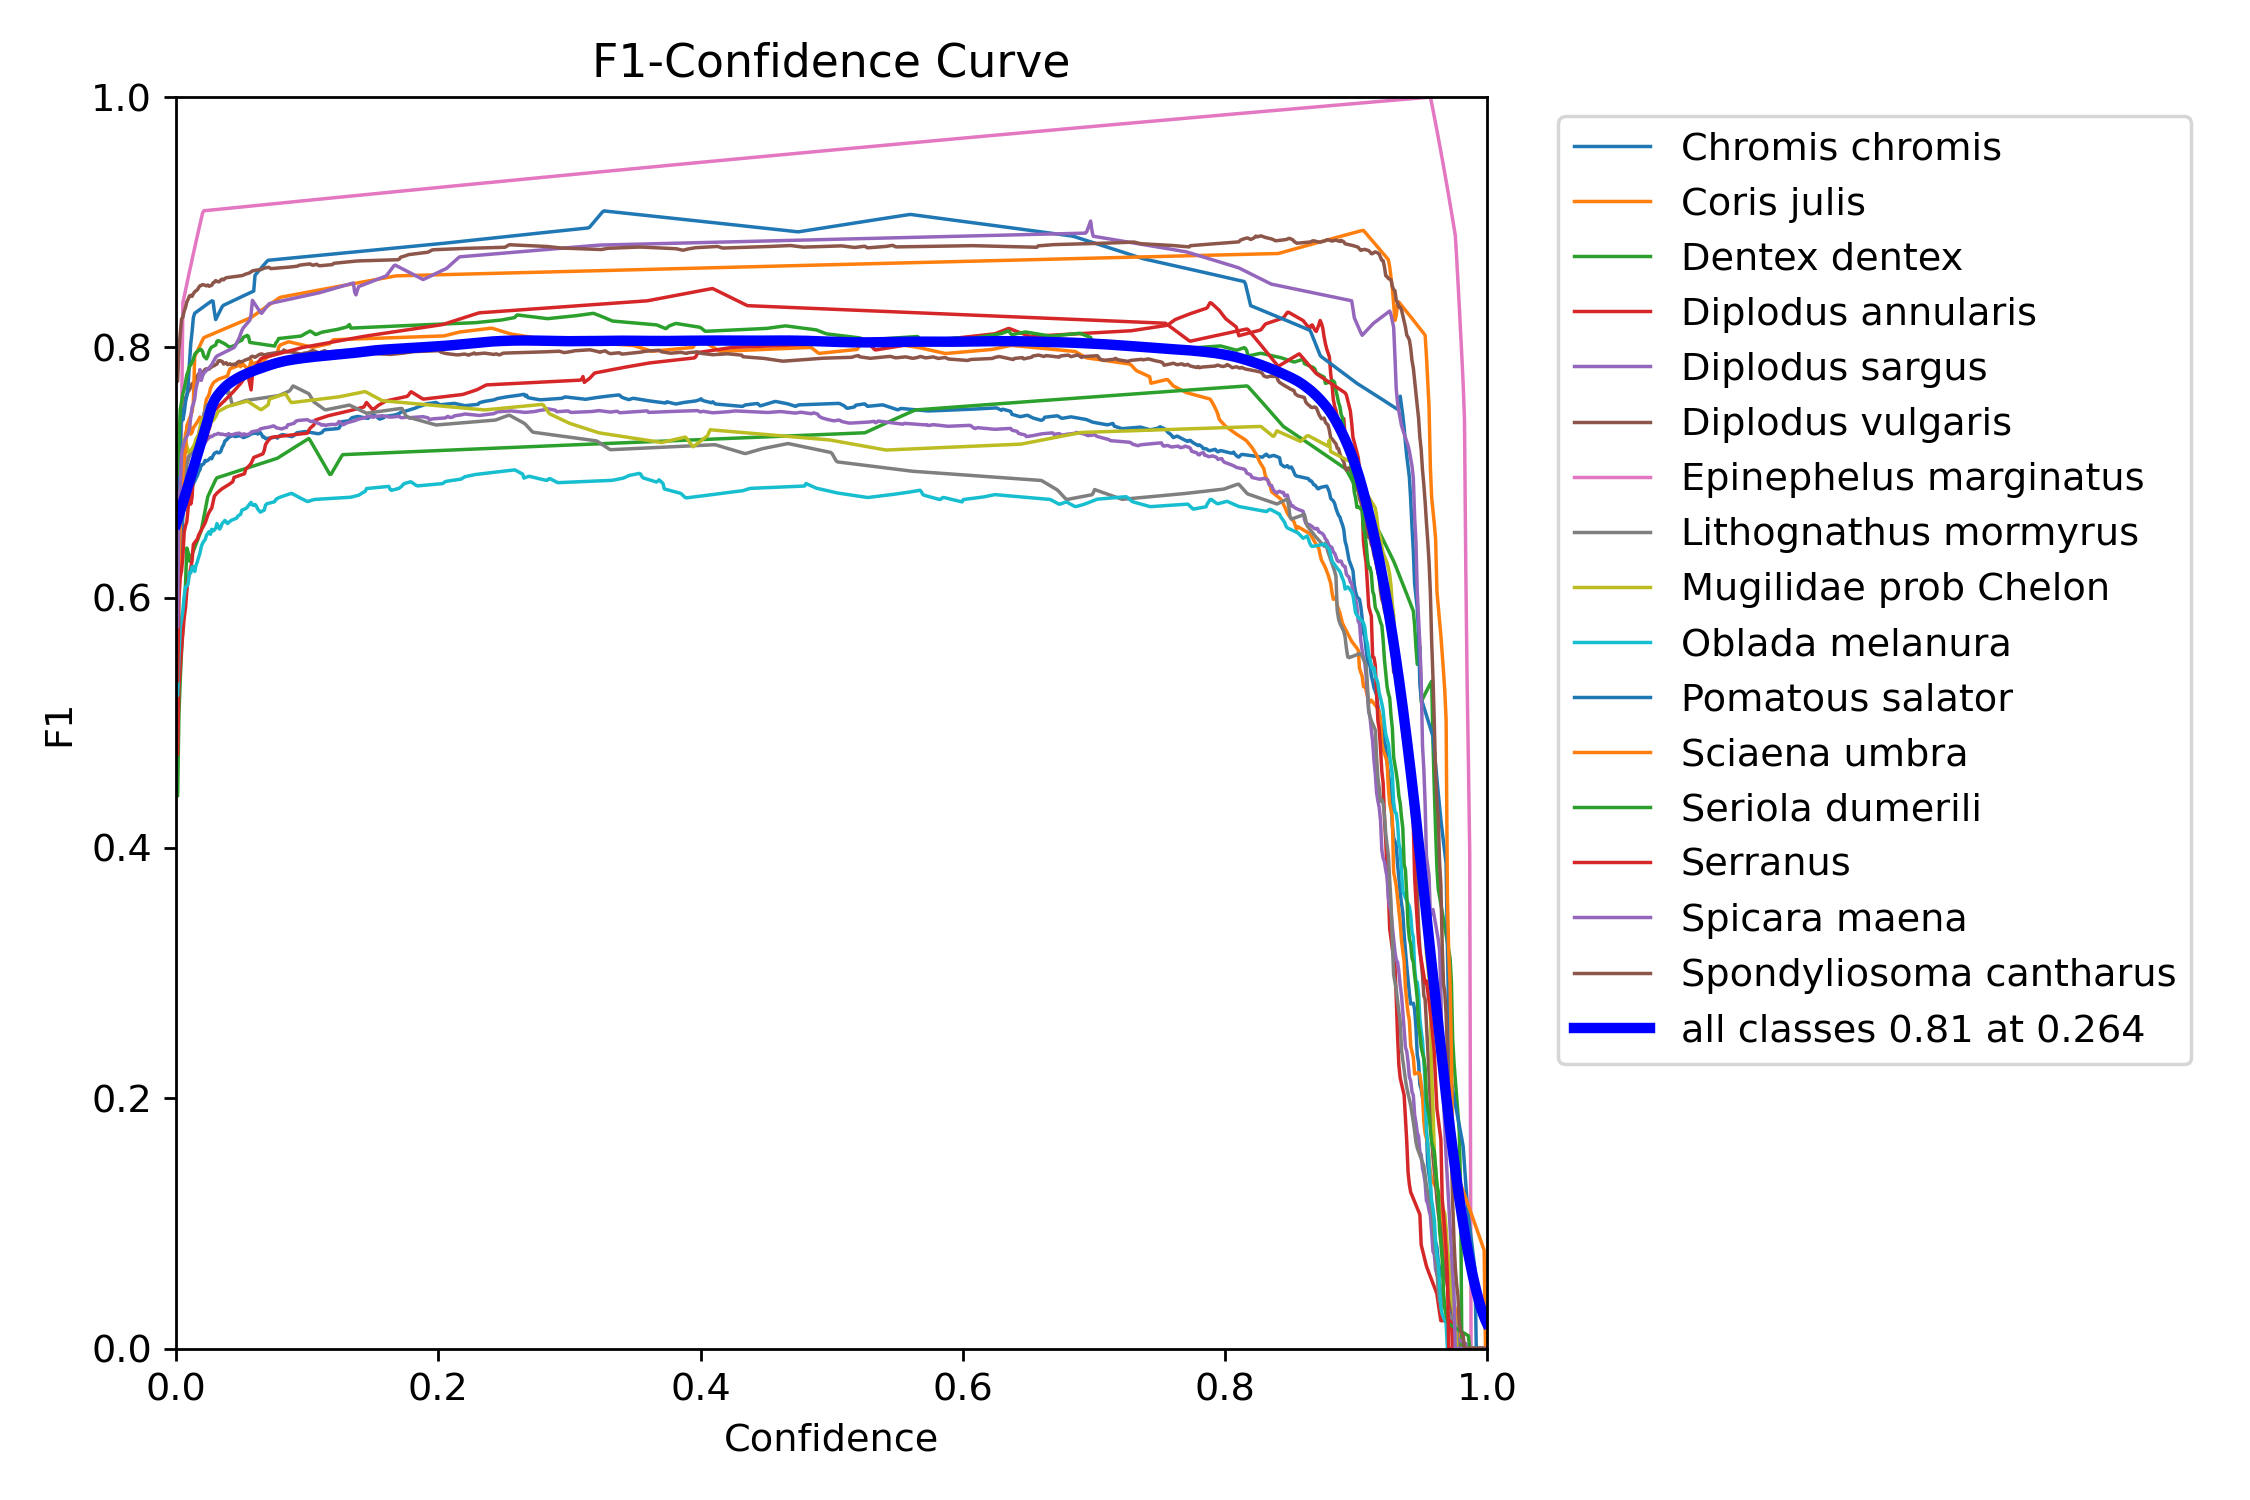 F1-Confidence Curve
1.0
0.8
0.6
0.4
0.2
0.0
F1
0.0 0.2 0.4 0.6 0.8 1.0
Confidence
Chromis chromis
Coris julis
Dentex dentex
Diplodus annularis
Diplodus sargus
Diplodus vulgaris
Epinephelus marginatus
Lithognathus mormyrus
Mugilidae prob Chelon
Oblada melanura
Pomatous salator
Sciaena umbra
Seriola dumerili
Serranus
Spicara maena
Spondyliosoma cantharus
all classes 0.81 at 0.264